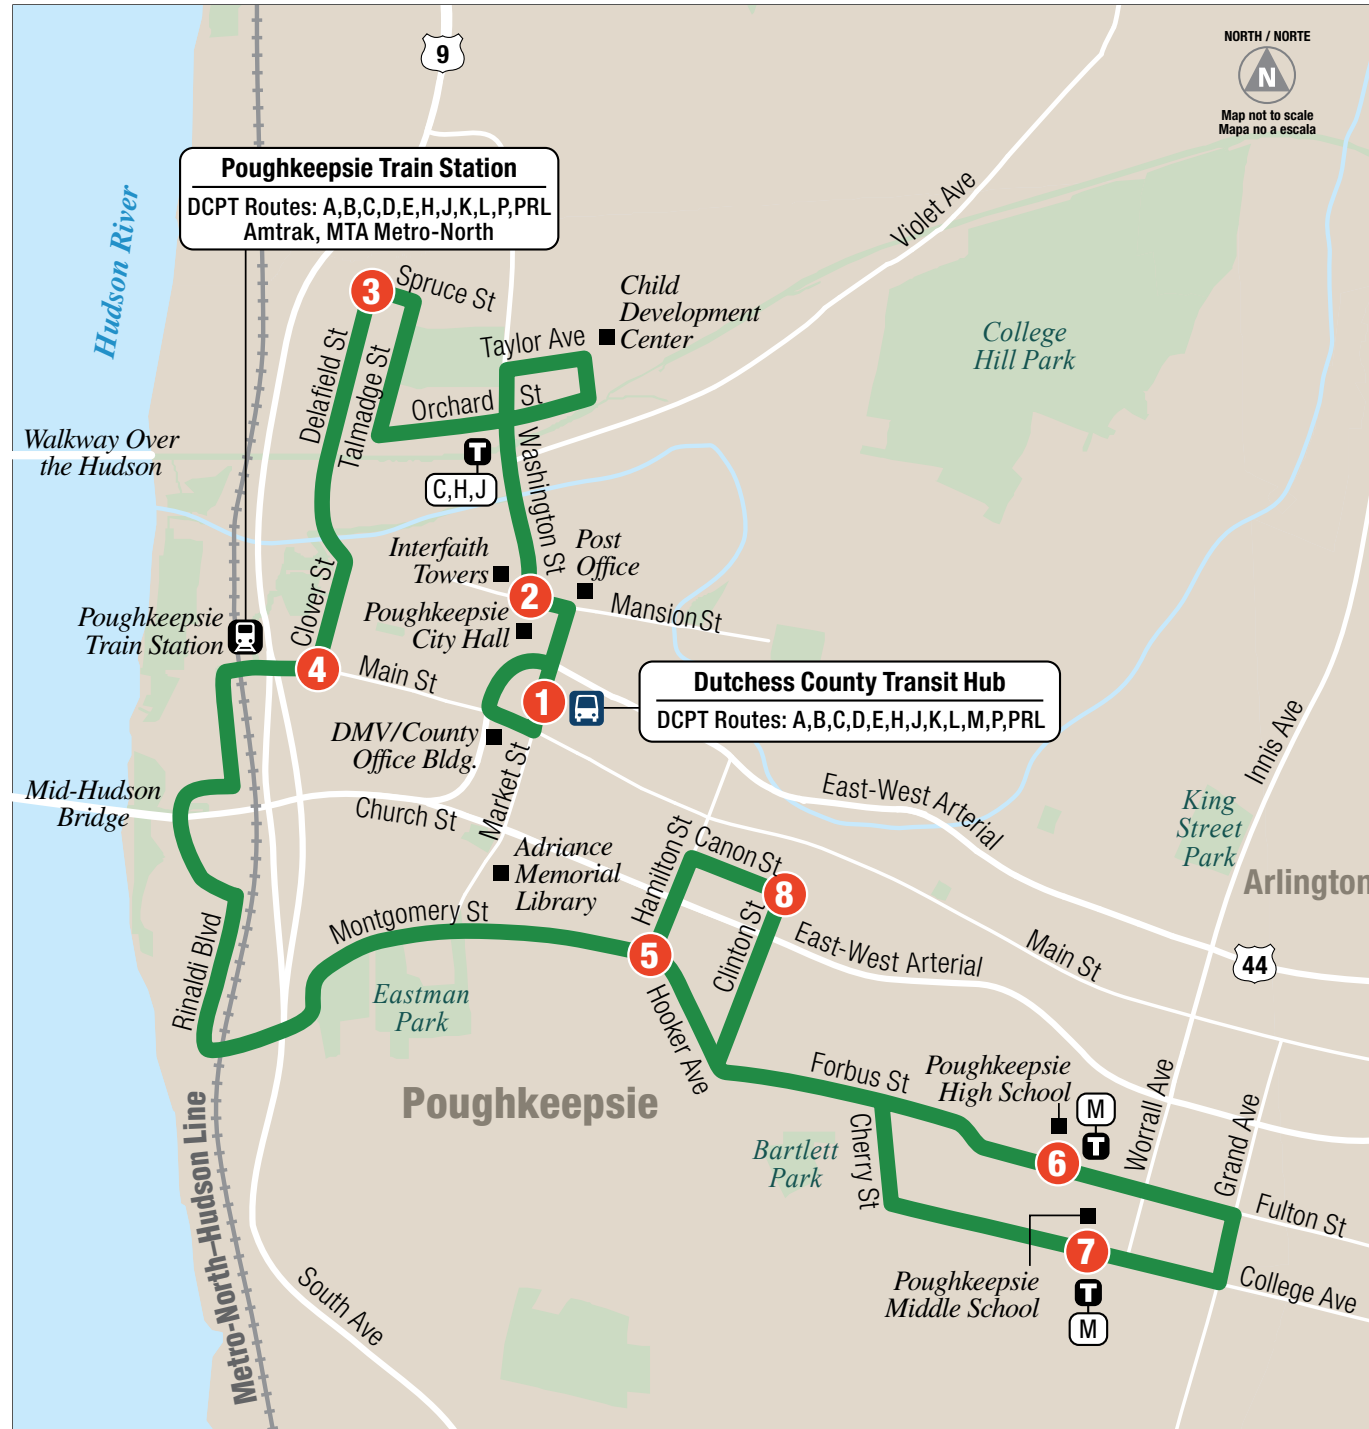 9
NORTH / NORTE
N
Map not to scale
Mapa no a escala
Poughkeepsie Train Station
DCPT Routes: A,B,C,D,E,H,J,K,L,P,PRL
Amtrak, MTA Metro-North
Hudson River
Violet Ave
3
Spruce St
Child
Development
Center
Taylor Ave
College
Hill Park
Delafield St
Talmadge St
Orchard St
Walkway Over
the Hudson
T
C,H,J
Washington St
Interfaith
Towers
Post
Office
2
Mansion St
Poughkeepsie
City Hall
Clover St
Poughkeepsie
Train Station
4
Main St
1
Dutchess County Transit Hub
DCPT Routes: A,B,C,D,E,H,J,K,L,M,P,PRL
DMV/County
Office Bldg.
Market St
Innis Ave
Mid-Hudson
Bridge
Church St
East-West Arterial
King
Street
Park
Hamilton St
Canon St
Adriance
Memorial
Library
8
Arlington
Montgomery St
Clinton St
East-West Arterial
Main St
44
5
Rinaldi Blvd
Eastman
Park
Hooker Ave
Forbus St
Poughkeepsie
High School
Poughkeepsie
M
T
Worrall Ave
Grand Ave
Cherry St
Bartlett
Park
6
Fulton St
7
Poughkeepsie
Middle School
College Ave
T
M
South Ave
Metro-North–Hudson Line